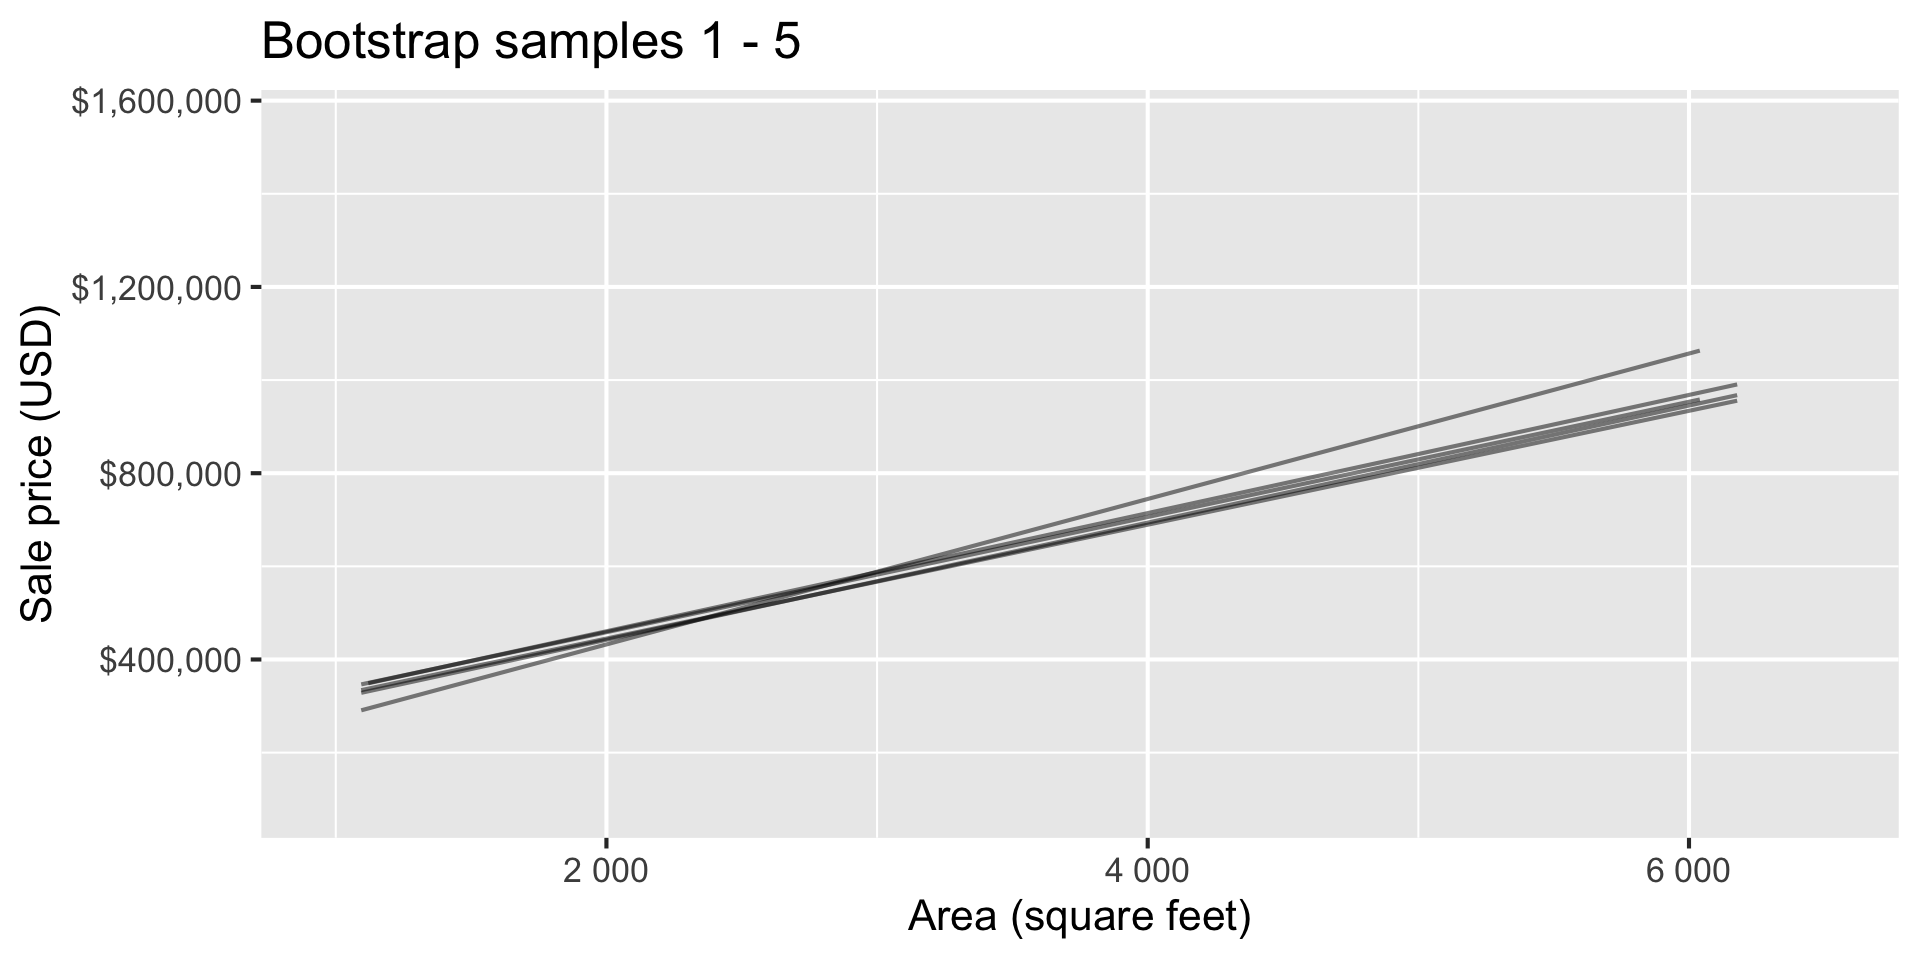 Bootstrap samples 1 - 5
$1,600,000
$1,200,000
$800,000
$400,000
Sale price (USD)
2 000 4 000 6 000
Area (square feet)